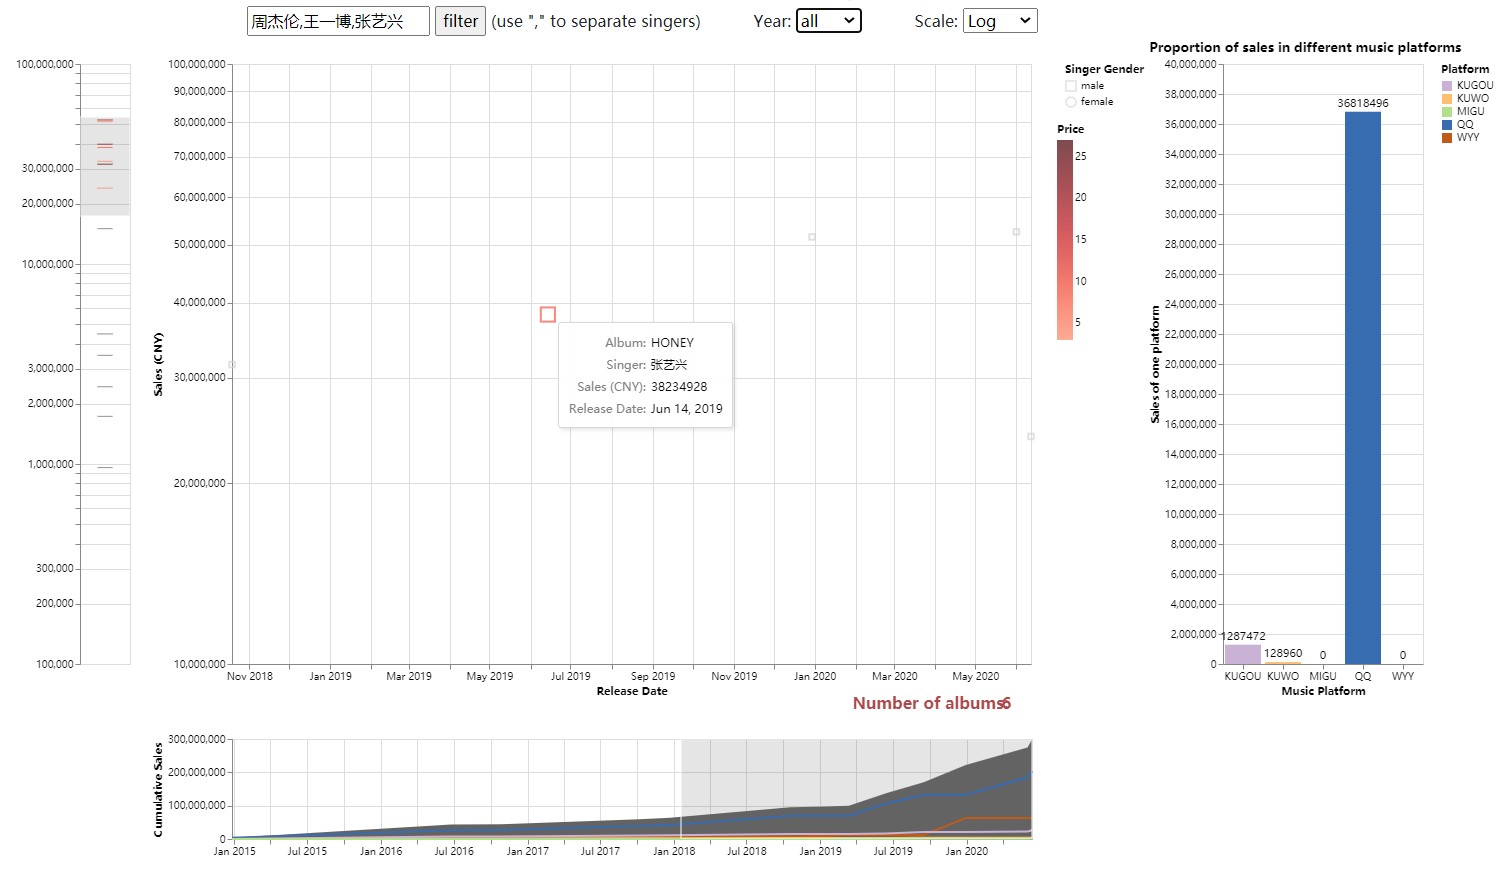 周杰伦,王一博,张艺兴 filter (use "," to separate singers) Year: all Scale: Log
100,000,000
30,000,000
20,000,000
10,000,000
3,000,000
2,000,000
1,000,000
300,000
200,000
100,000
Sales (CNY)
100,000,000
90,000,000
80,000,000
70,000,000
60,000,000
50,000,000
40,000,000
30,000,000
20,000,000
10,000,000
Album: HONEY
Singer: 张艺兴
Sales (CNY): 38234928
Release Date: Jun 14, 2019
Nov 2018 Jan 2019 Mar 2019 May 2019 Jul 2019 Sep 2019 Nov 2019 Jan 2020 Mar 2020 May 2020
Release Date
Number of albums:6
Singer Gender
male
female
Price
25
20
15
10
5
Proportion of sales in different music platforms
Sales of one platform
40,000,000
38,000,000
36,000,000
34,000,000
32,000,000
30,000,000
28,000,000
26,000,000
24,000,000
22,000,000
20,000,000
18,000,000
16,000,000
14,000,000
12,000,000
10,000,000
8,000,000
6,000,000
4,000,000
2,000,000
0
1287472 128960 0 36818496 0
KUGOU KUWO MIGU QQ WYY
Music Platform
Platform
KUGOU
KUWO
MIGU
QQ
WYY
Cumulative Sales
300,000,000
200,000,000
100,000,000
0
Jan 2015 Jul 2015 Jan 2016 Jul 2016 Jan 2017 Jul 2017 Jan 2018 Jul 2018 Jan 2019 Jul 2019 Jan 2020